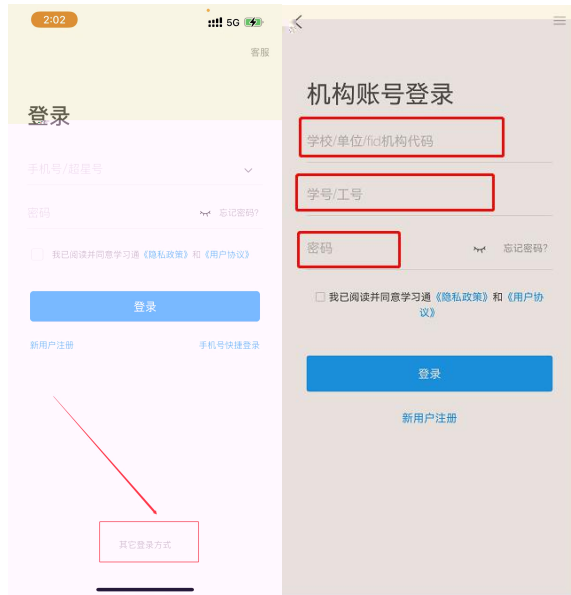 2:02
5G
客服
登录
手机号/超星号
密码
忘记密码?
我已阅读并同意学习通《隐私政策》和《用户协议》
登录
新用户注册
手机号快捷登录
其它登录方式
机构账号登录
学校/单位/fid机构代码
学号/工号
密码
忘记密码?
我已阅读并同意学习通《隐私政策》和《用户协
议》
登录
新用户注册